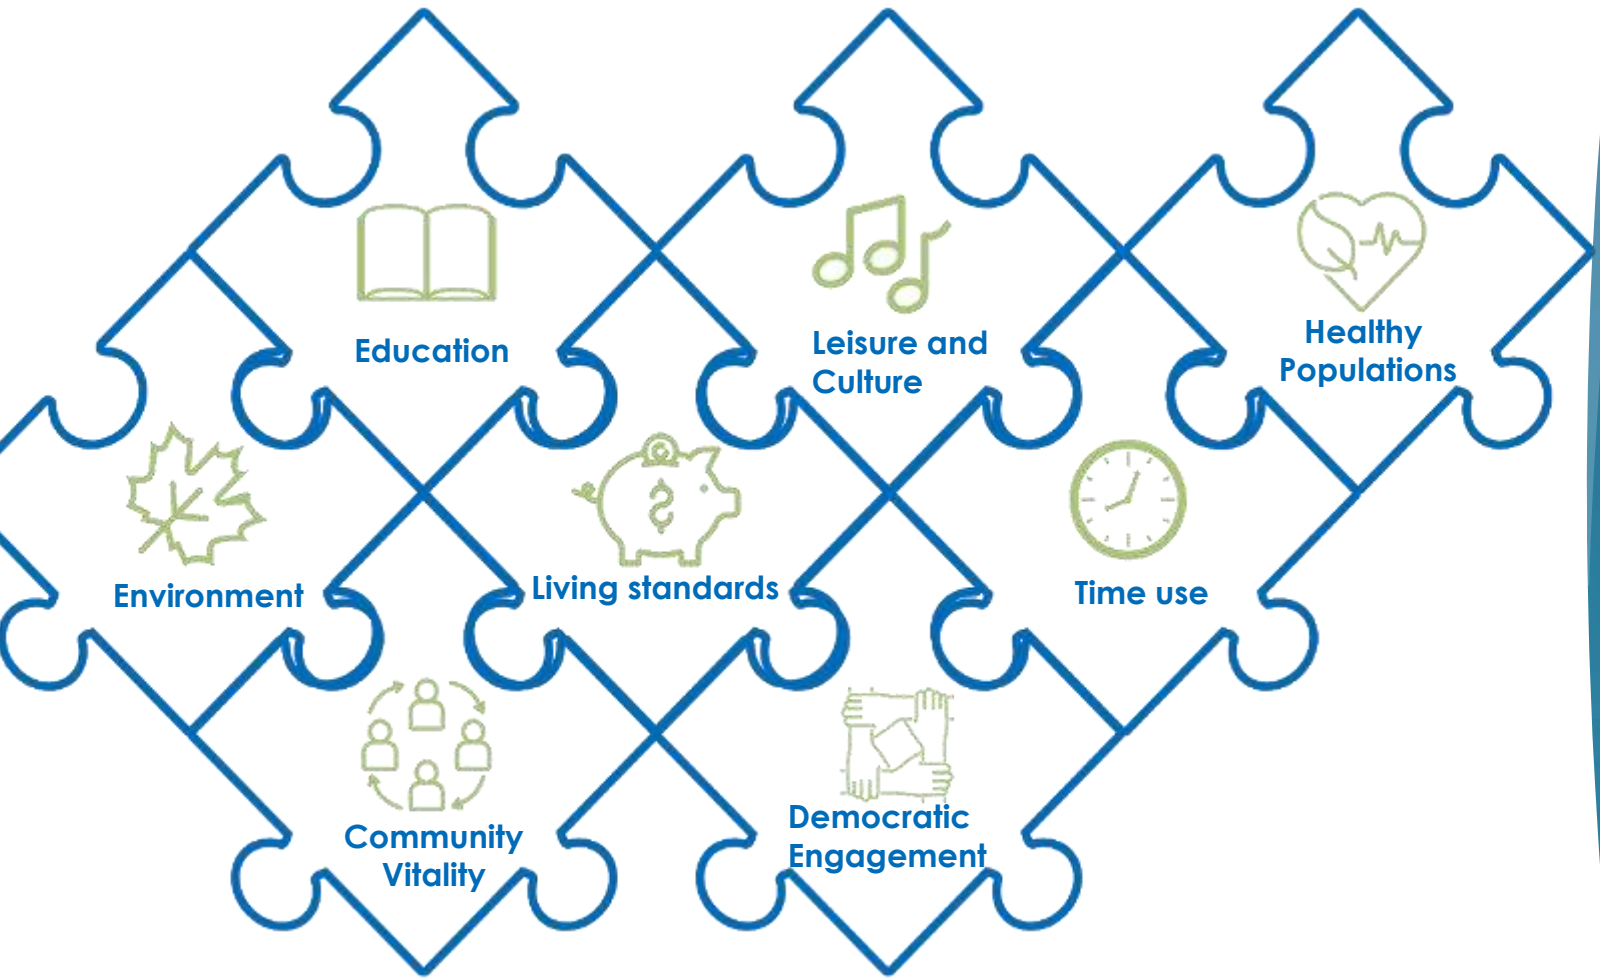 Education
Leisure and
Culture
Healthy
Populations
Environment
Living standards
Time use
Community
Vitality
Democratic
Engagement